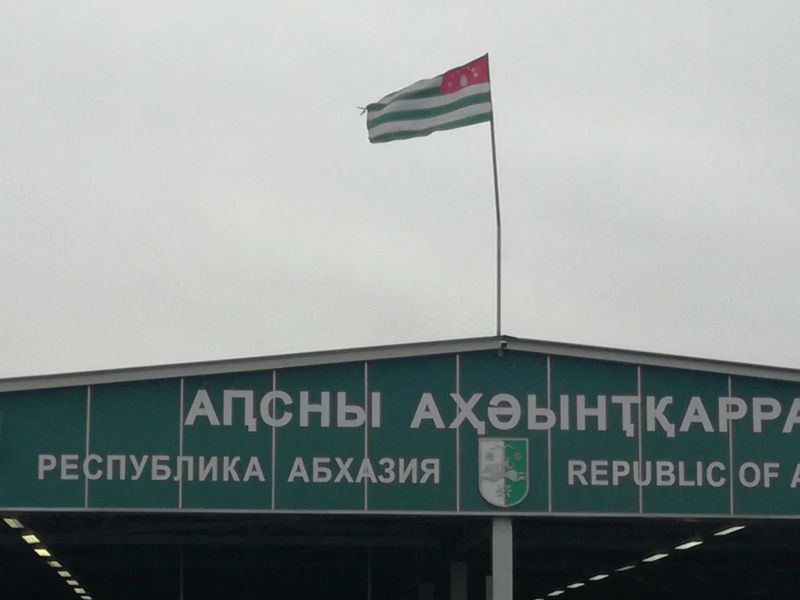 АԤСНЫ АҲӘЫНҬҚАРРА
РЕСПУБЛИКА АБХАЗИЯ REPUBLIC OF A